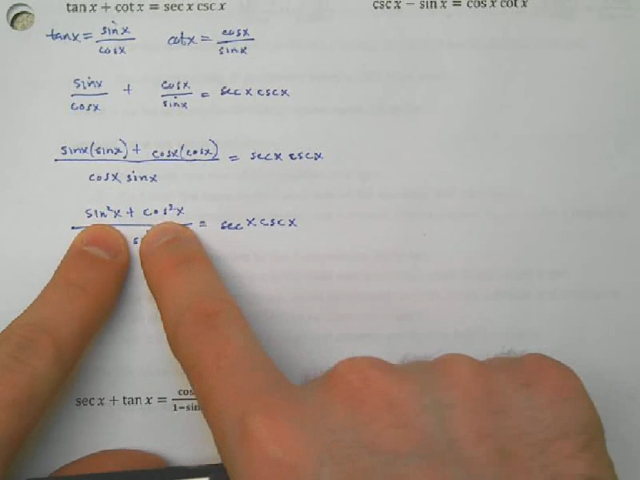 tan x + cot x = sec x csc x
csc x − sin x = cos x cot x
tanx = sinx/cosx cotx = cosx/sinx
sinx/cosx + cosx/sinx = secx cscx
sinx(sinx) + cosx(cosx)/cosx sinx = secx cscx
sin²x + cos²x = secx cscx
sec x + tan x =